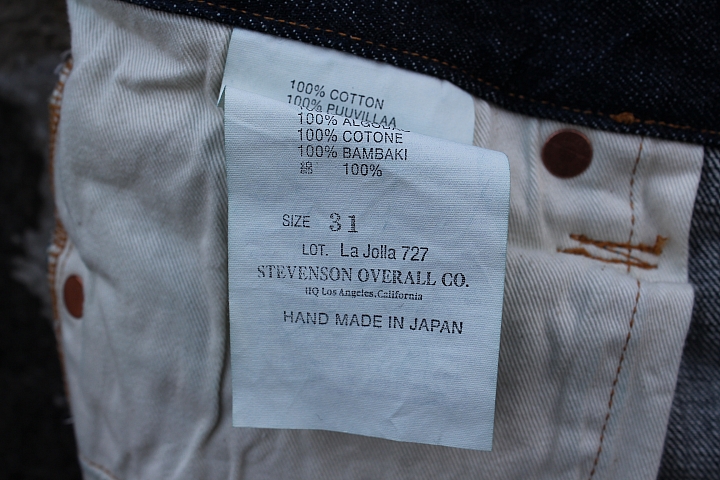 100% COTTON
100% PUUVILLAA
100%
100% COTONE
100% BAMBAKI
綿 100%
SIZE 31
LOT. La Jolla 727
STEVENSON OVERALL CO.
HQ Los Angeles.California
HAND MADE IN JAPAN